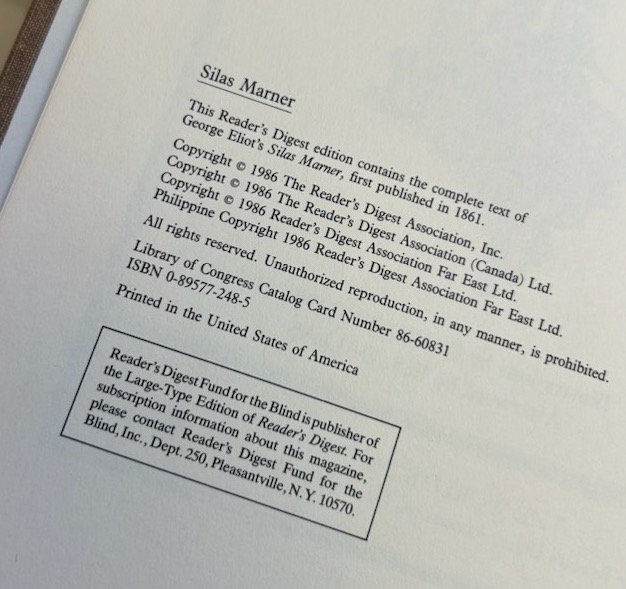 Silas Marner
This Reader's Digest edition contains the complete text of
George Eliot's Silas Marner, first published in 1861.
Copyright © 1986 The Reader's Digest Association, Inc.
Copyright © 1986 The Reader's Digest Association (Canada) Ltd.
Copyright © 1986 Reader's Digest Association Far East Ltd.
Philippine Copyright 1986 Reader's Digest Association Far East Ltd.
All rights reserved. Unauthorized reproduction, in any manner, is prohibited.
Library of Congress Catalog Card Number 86-60831
ISBN 0-89577-248-5
Printed in the United States of America
Reader's Digest Fund for the Blind is publisher of
the Large-Type Edition of Reader's Digest. For
subscription information about this magazine,
please contact Reader's Digest Fund for the
Blind, Inc., Dept. 250, Pleasantville, N.Y. 10570.